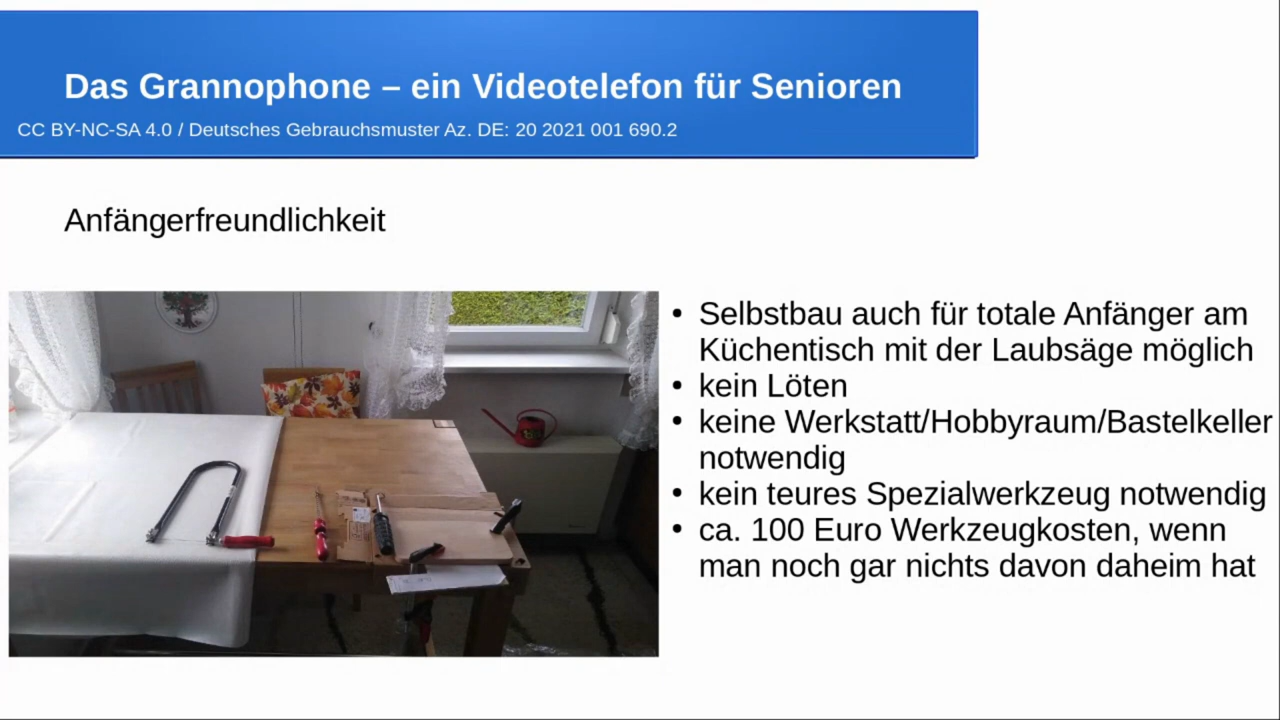 Das Grannophone – ein Videotelefon für Senioren
CC BY-NC-SA 4.0 / Deutsches Gebrauchsmuster Az. DE: 20 2021 001 690.2
Anfängerfreundlichkeit
• Selbstbau auch für totale Anfänger am
Küchentisch mit der Laubsäge möglich
• kein Löten
• keine Werkstatt/Hobbyraum/Bastelkeller
notwendig
• kein teures Spezialwerkzeug notwendig
• ca. 100 Euro Werkzeugkosten, wenn
man noch gar nichts davon daheim hat